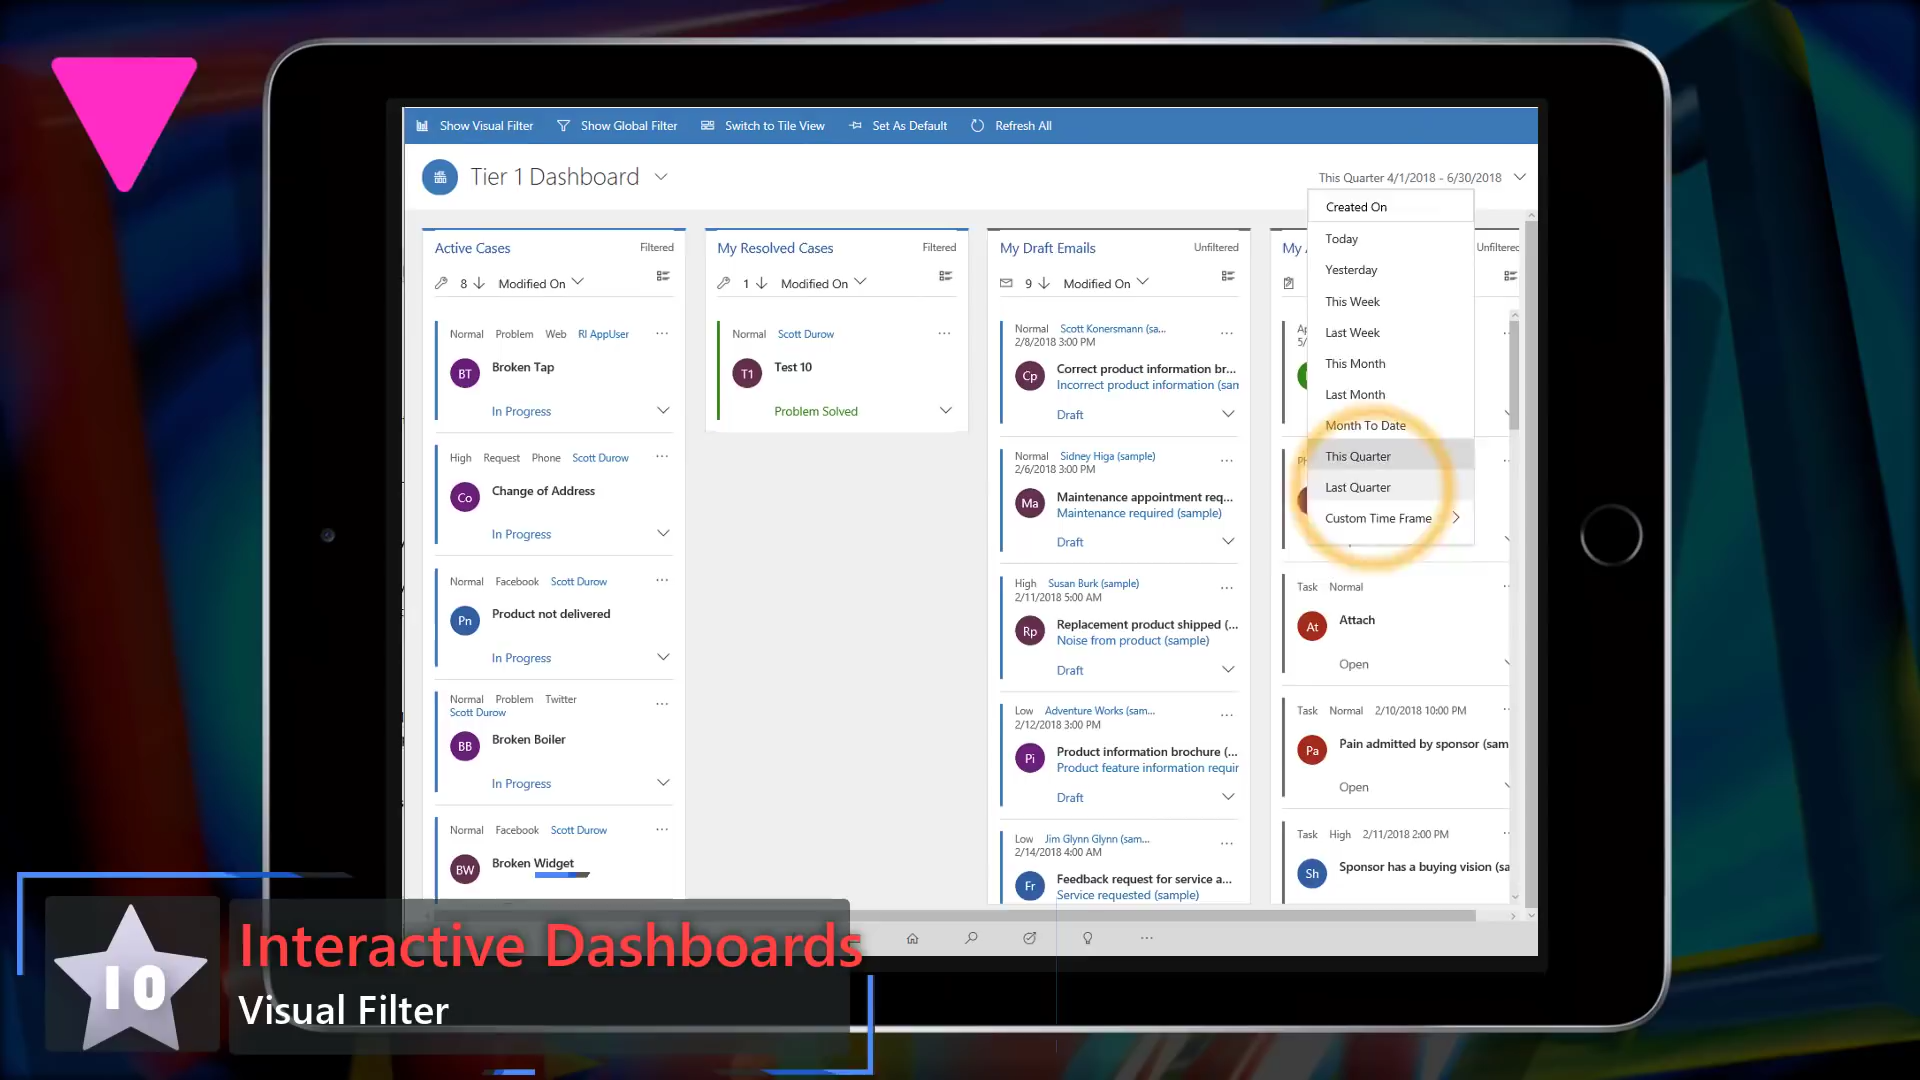 Show Visual Filter Show Global Filter Switch to Tile View Set As Default Refresh All
Tier 1 Dashboard
This Quarter 4/1/2018 - 6/30/2018
Created On
Today
Yesterday
This Week
Last Week
This Month
Last Month
Month To Date
This Quarter
Last Quarter
Custom Time Frame
Active Cases Filtered
8 Modified On
Normal Problem Web RI AppUser
BT Broken Tap
In Progress
High Request Phone Scott Durow
Co Change of Address
In Progress
Normal Facebook Scott Durow
Pn Product not delivered
In Progress
Normal Problem Twitter
Scott Durow
BB Broken Boiler
In Progress
Normal Facebook Scott Durow
BW Broken Widget
My Resolved Cases Filtered
1 Modified On
Normal Scott Durow
T1 Test 10
Problem Solved
My Draft Emails Unfiltered
9 Modified On
Normal Scott Konersmann (sa...
2/8/2018 3:00 PM
Cp Correct product information br...
Incorrect product information (sam
Draft
Normal Sidney Higa (sample)
2/6/2018 3:00 PM
Ma Maintenance appointment req...
Maintenance required (sample)
Draft
High Susan Burk (sample)
2/11/2018 5:00 AM
Rp Replacement product shipped (...
Noise from product (sample)
Draft
Low Adventure Works (sam...
2/12/2018 3:00 PM
Pi Product information brochure (...
Product feature information requir
Draft
Low Jim Glynn Glynn (sam...
2/14/2018 4:00 AM
Fr Feedback request for service a...
Service requested (sample)
My Unfiltered
Task Normal
At Attach
Open
Task Normal 2/10/2018 10:00 PM
Pa Pain admitted by sponsor (sam
Open
Task High 2/11/2018 2:00 PM
Sh Sponsor has a buying vision (sa
10
Interactive Dashboards
Visual Filter